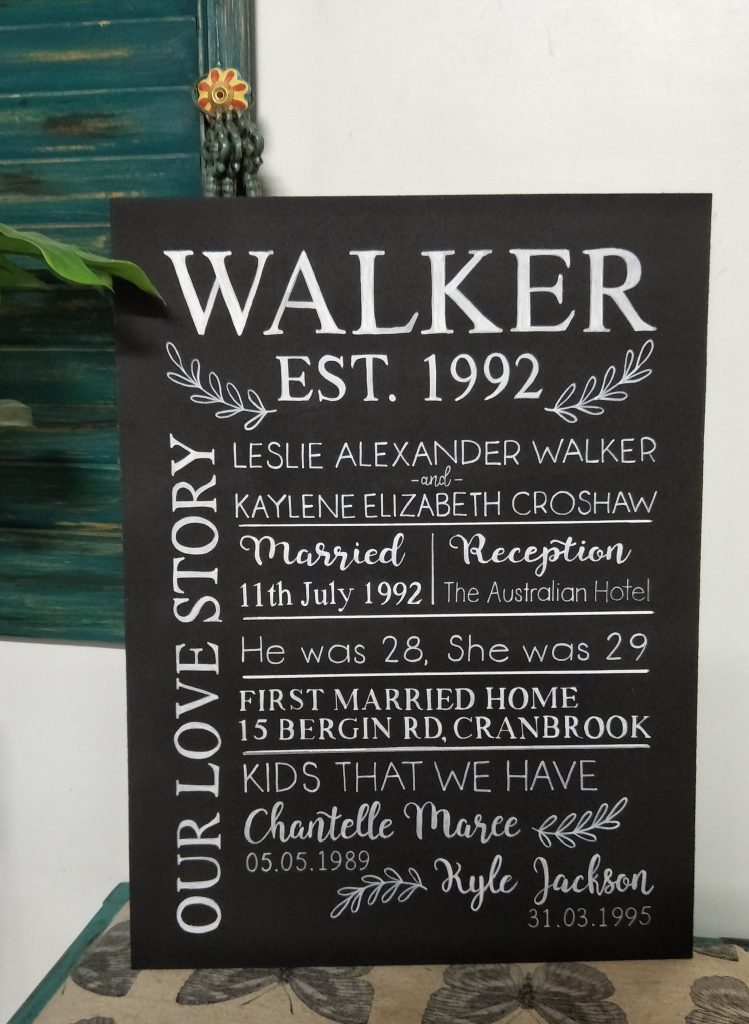 WALKER
EST. 1992
OUR LOVE STORY
LESLIE ALEXANDER WALKER
-and-
KAYLENE ELIZABETH CROSHAW
Married | Reception
11th July 1992 | The Australian Hotel
He was 28, She was 29
FIRST MARRIED HOME
15 BERGIN RD, CRANBROOK
KIDS THAT WE HAVE
Chantelle Maree
05.05.1989
Kyle Jackson
31.03.1995